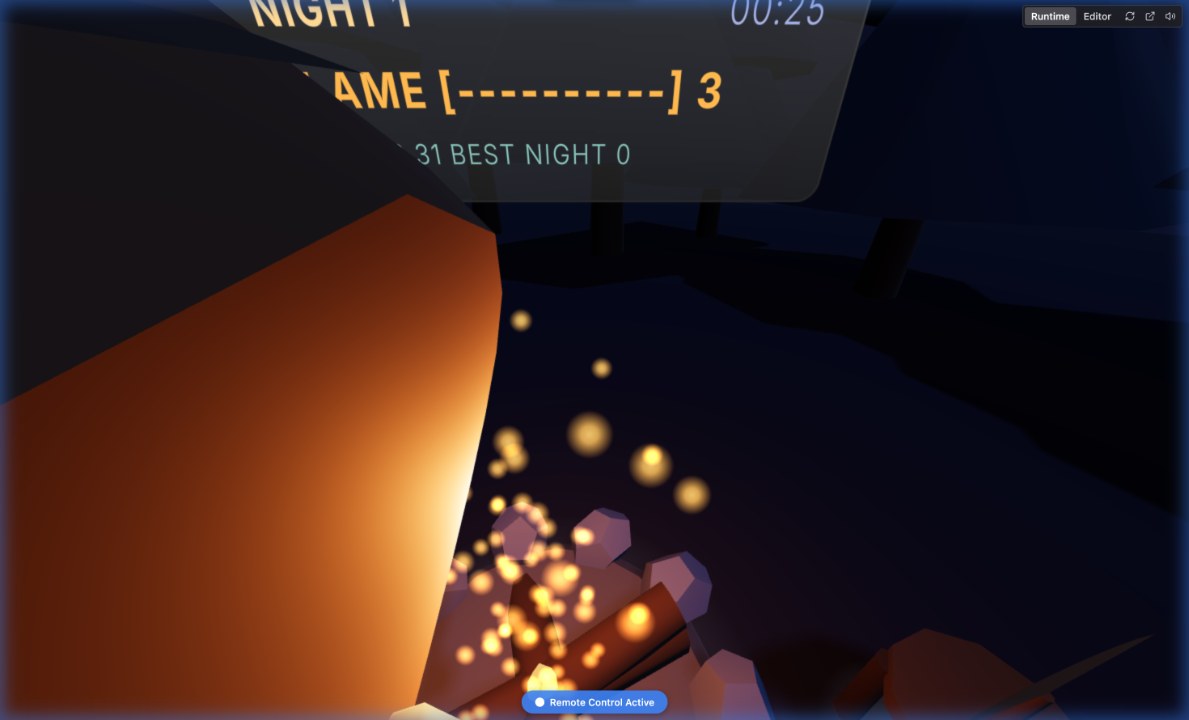 NIGHT 1 00:25
AME [----------] 3
31 BEST NIGHT 0
Runtime Editor
Remote Control Active